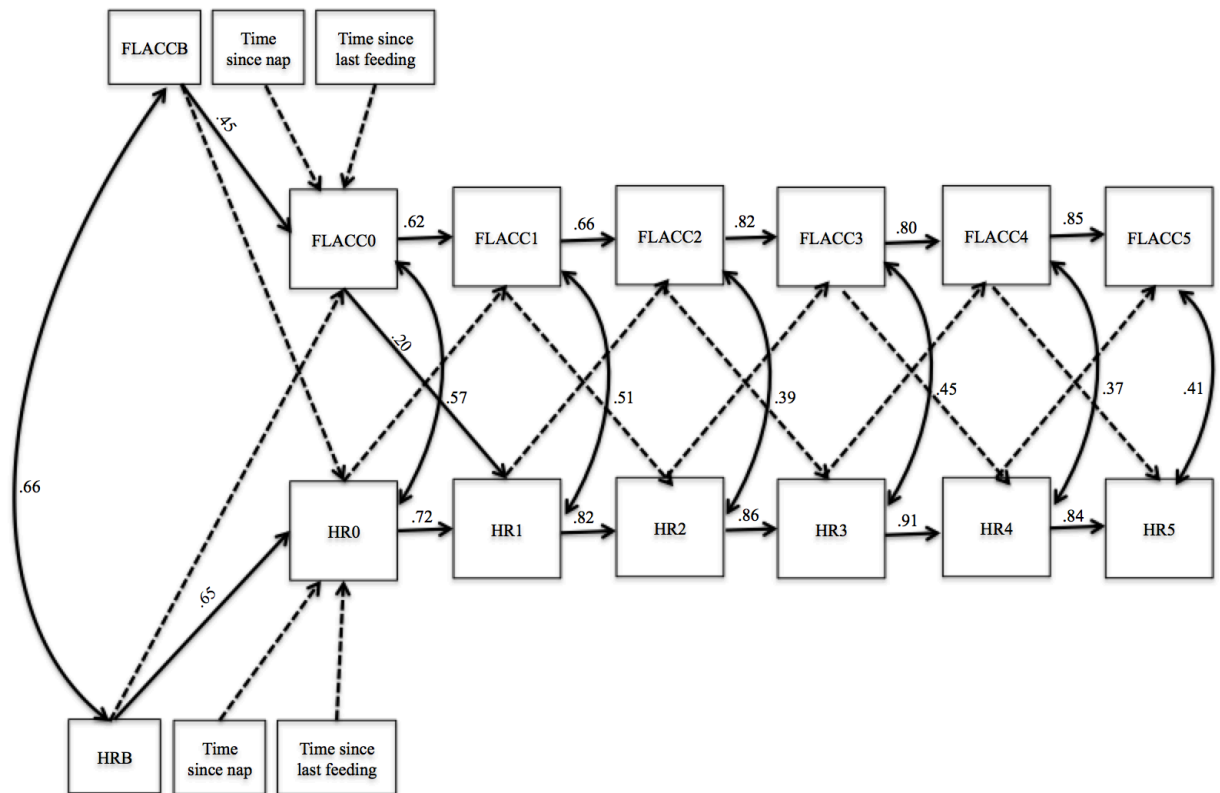 FLACCB
Time
since nap
Time since
last feeding
.45
FLACC0
.62
FLACC1
.66
FLACC2
.82
FLACC3
.80
FLACC4
.85
FLACC5
.20
.57
.51
.39
.45
.37
.41
.66
HR0
.72
HR1
.82
HR2
.86
HR3
.91
HR4
.84
HR5
.65
HRB
Time
since nap
Time since
last feeding